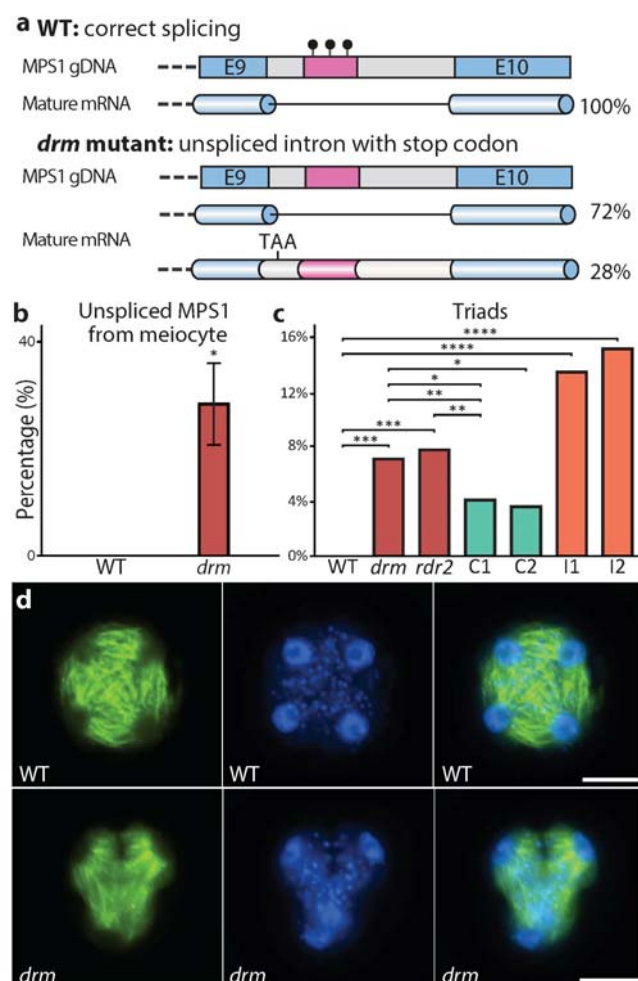 a WT: correct splicing
MPS1 gDNA
E9
E10
Mature mRNA
100%
drm mutant: unspliced intron with stop codon
MPS1 gDNA
E9
E10
72%
Mature mRNA
TAA
28%
b Unspliced MPS1
from meiocyte
Percentage (%)
40
0
*
WT
drm
c Triads
16%
12%
8%
4%
0%
****
****
*
*
**
**
***
***
WT drm rdr2 C1 C2 I1 I2
d
WT WT WT
drm drm drm